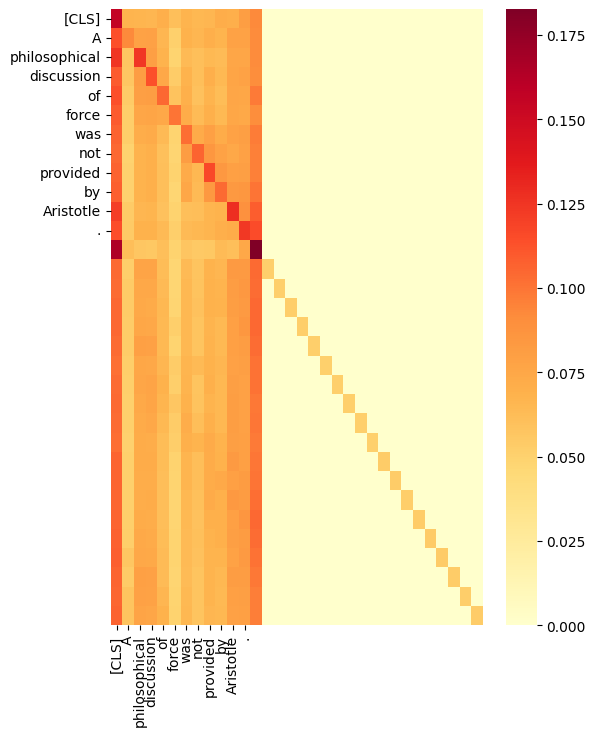 [CLS]
A
philosophical
discussion
of
force
was
not
provided
by
Aristotle
.
[CLS]
A
philosophical
discussion
of
force
was
not
provided
by
Aristotle
.
0.175
0.150
0.125
0.100
0.075
0.050
0.025
0.000